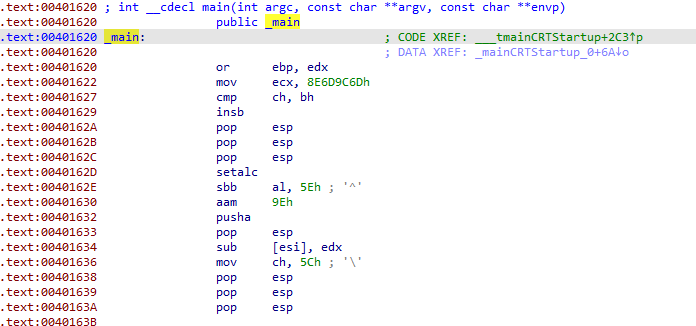 .text:00401620 ; int __cdecl main(int argc, const char **argv, const char **envp)
.text:00401620 public _main
.text:00401620 _main: ; CODE XREF: ___tmainCRTStartup+2C3↑p
.text:00401620 ; DATA XREF: _mainCRTStartup_0+6A↓o
.text:00401620 or ebp, edx
.text:00401622 mov ecx, 8E6D9C6Dh
.text:00401627 cmp ch, bh
.text:00401629 insb
.text:0040162A pop esp
.text:0040162B pop esp
.text:0040162C pop esp
.text:0040162D setalc
.text:0040162E sbb al, 5Eh ; '^'
.text:00401630 aam 9Eh
.text:00401632 pusha
.text:00401633 pop esp
.text:00401634 sub [esi], edx
.text:00401636 mov ch, 5Ch ; '\'
.text:00401638 pop esp
.text:00401639 pop esp
.text:0040163A pop esp
.text:0040163B